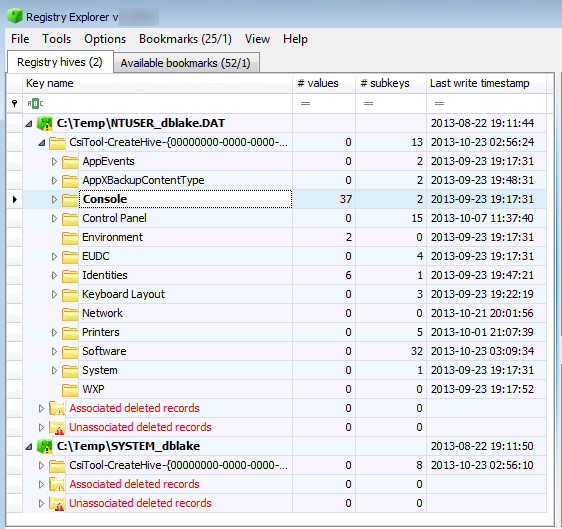 Registry Explorer v
File Tools Options Bookmarks (25/1) View Help
Registry hives (2) Available bookmarks (52/1)
Key name # values # subkeys Last write timestamp
ABC = = =
C:\Temp\NTUSER_dblake.DAT 2013-08-22 19:11:44
CsiTool-CreateHive-{00000000-0000-0000-... 0 13 2013-10-23 02:56:24
AppEvents 0 2 2013-09-23 19:17:31
AppXBackupContentType 0 2 2013-09-23 19:48:31
Console 37 2 2013-09-23 19:17:31
Control Panel 0 15 2013-10-07 11:37:40
Environment 2 0 2013-09-23 19:17:31
EUDC 0 4 2013-09-23 19:17:31
Identities 6 1 2013-09-23 19:47:21
Keyboard Layout 0 3 2013-09-23 19:22:19
Network 0 0 2013-10-21 20:01:56
Printers 0 5 2013-10-01 21:07:39
Software 0 32 2013-10-23 03:09:34
System 0 1 2013-09-23 19:17:31
WXP 0 0 2013-09-23 19:17:52
Associated deleted records 0 0
Unassociated deleted records 0 0
C:\Temp\SYSTEM_dblake 2013-08-22 19:11:50
CsiTool-CreateHive-{00000000-0000-0000-... 0 8 2013-10-23 02:56:10
Associated deleted records 0 0
Unassociated deleted records 0 0